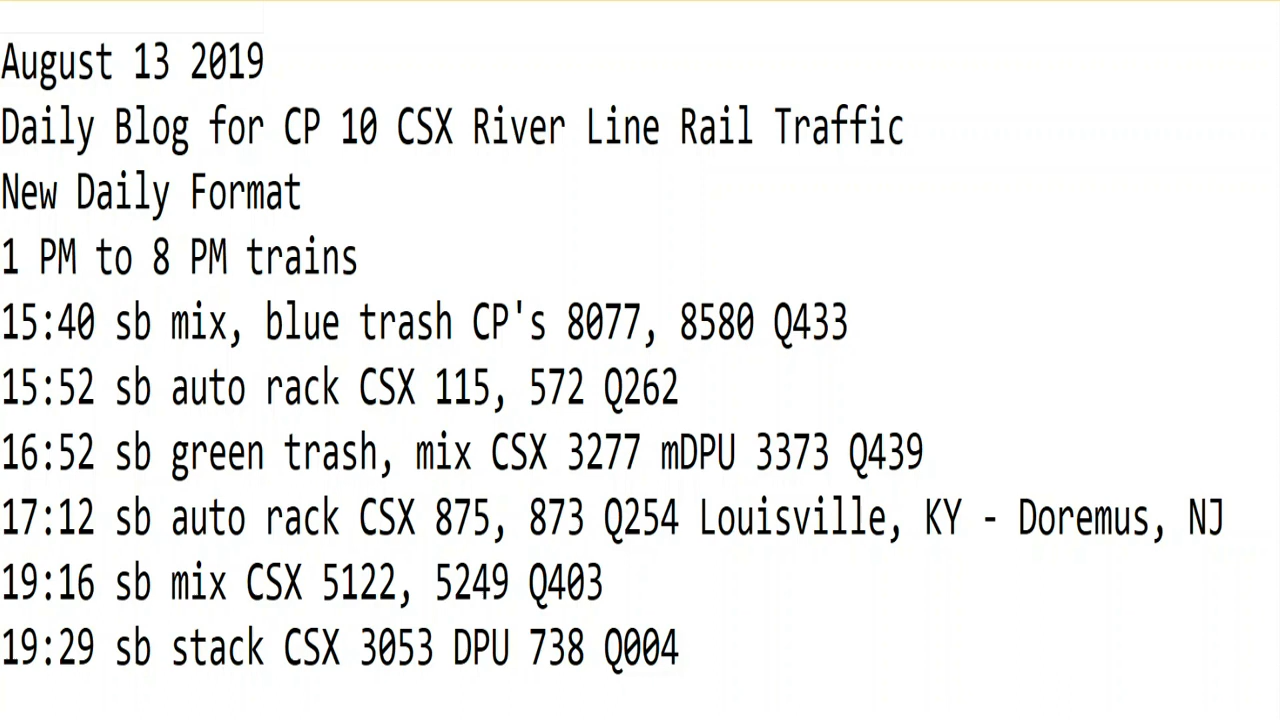 August 13 2019
Daily Blog for CP 10 CSX River Line Rail Traffic
New Daily Format
1 PM to 8 PM trains
15:40 sb mix, blue trash CP's 8077, 8580 Q433
15:52 sb auto rack CSX 115, 572 Q262
16:52 sb green trash, mix CSX 3277 mDPU 3373 Q439
17:12 sb auto rack CSX 875, 873 Q254 Louisville, KY - Doremus, NJ
19:16 sb mix CSX 5122, 5249 Q403
19:29 sb stack CSX 3053 DPU 738 Q004